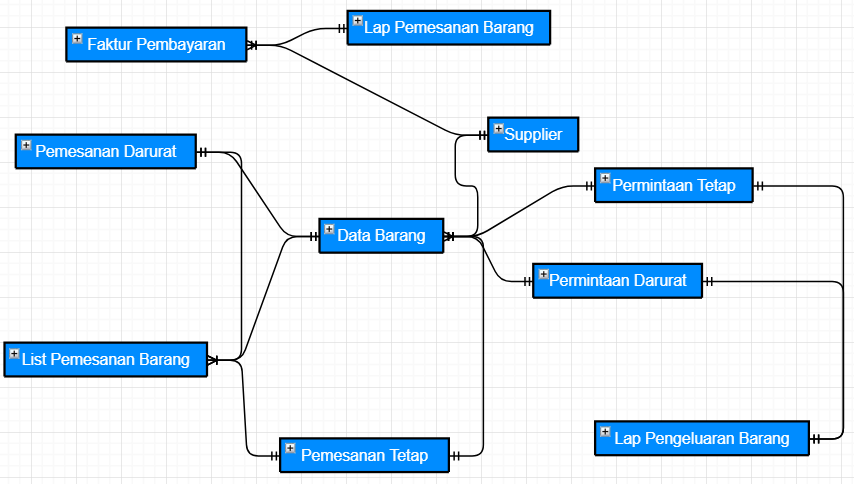 Lap Pemesanan Barang
Faktur Pembayaran
Supplier
Pemesanan Darurat
Permintaan Tetap
Data Barang
Permintaan Darurat
List Pemesanan Barang
Lap Pengeluaran Barang
Pemesanan Tetap